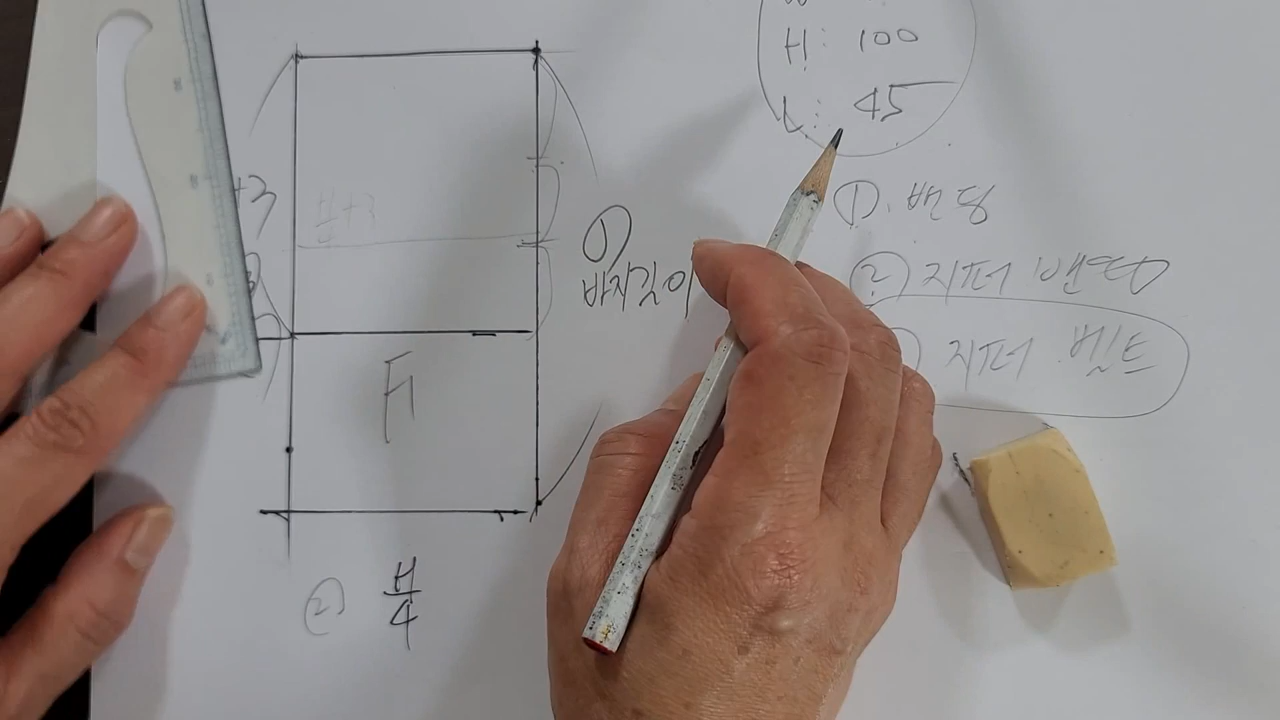 H: 100
L: 45
① 밴딩
② 지퍼 밴딩
지퍼 벨트
+3
H/4+3
① 바지길이
F
② H/4